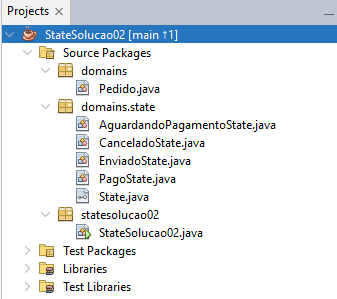 Projects
StateSolucao02 [main ↑1]
Source Packages
domains
Pedido.java
domains.state
AguardandoPagamentoState.java
CanceladoState.java
EnviadoState.java
PagoState.java
State.java
statesolucao02
StateSolucao02.java
Test Packages
Libraries
Test Libraries